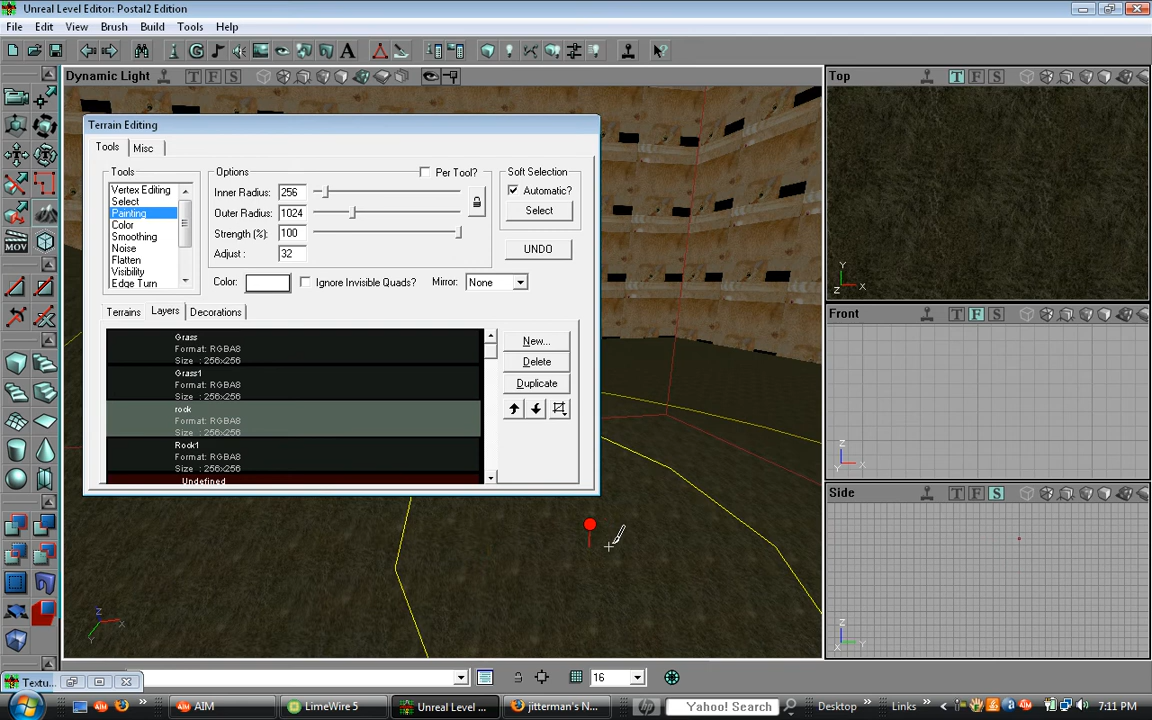 Unreal Level Editor: Postal2 Edition
File Edit View Brush Build Tools Help
Dynamic Light T F S
Top T F S
Terrain Editing
Tools Misc
Tools
Vertex Editing
Select
Painting
Color
Smoothing
Noise
Flatten
Visibility
Edge Turn
Options
Per Tool?
Inner Radius: 256
Outer Radius: 1024
Strength (%): 100
Adjust : 32
Soft Selection
Automatic?
Select
UNDO
Color: Ignore Invisible Quads? Mirror: None
Terrains Layers Decorations
Grass
Format: RGBA8
Size : 256x256
Grass1
Format: RGBA8
Size : 256x256
rock
Format: RGBA8
Size : 256x256
Rock1
Format: RGBA8
Size : 256x256
Undefined
New...
Delete
Duplicate
MOV
Y
Z X
Front T F S
Z
Y X
Side T F S
Z
X Y
Z
X
Y
Textu...
16
AIM LimeWire 5 Unreal Level ... jitterman's N... Yahoo! Search Desktop Links 7:11 PM